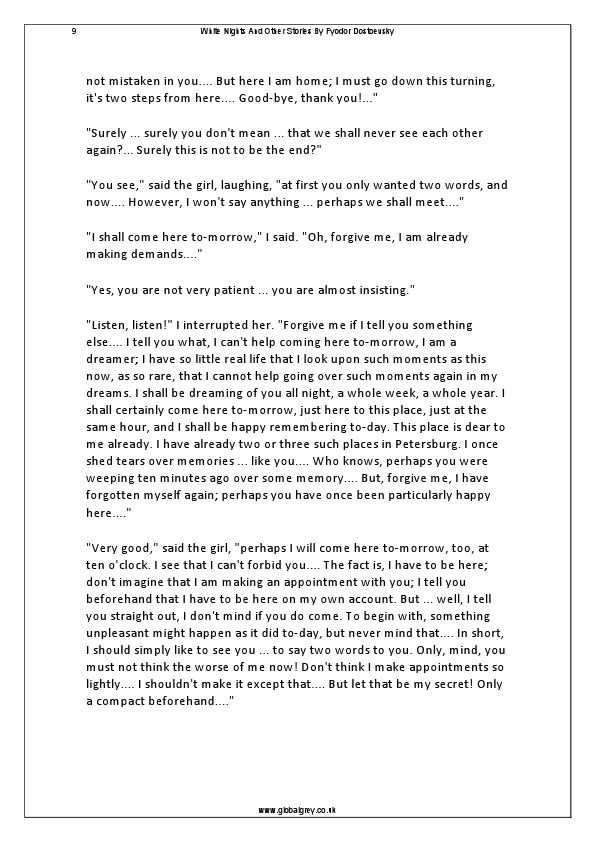 9 White Nights And Other Stories By Fyodor Dostoevsky
not mistaken in you.... But here I am home; I must go down this turning,
it's two steps from here.... Good-bye, thank you!..."
"Surely ... surely you don't mean ... that we shall never see each other
again?... Surely this is not to be the end?"
"You see," said the girl, laughing, "at first you only wanted two words, and
now.... However, I won't say anything ... perhaps we shall meet...."
"I shall come here to-morrow," I said. "Oh, forgive me, I am already
making demands...."
"Yes, you are not very patient ... you are almost insisting."
"Listen, listen!" I interrupted her. "Forgive me if I tell you something
else.... I tell you what, I can't help coming here to-morrow, I am a
dreamer; I have so little real life that I look upon such moments as this
now, as so rare, that I cannot help going over such moments again in my
dreams. I shall be dreaming of you all night, a whole week, a whole year. I
shall certainly come here to-morrow, just here to this place, just at the
same hour, and I shall be happy remembering to-day. This place is dear to
me already. I have already two or three such places in Petersburg. I once
shed tears over memories ... like you.... Who knows, perhaps you were
weeping ten minutes ago over some memory.... But, forgive me, I have
forgotten myself again; perhaps you have once been particularly happy
here...."
"Very good," said the girl, "perhaps I will come here to-morrow, too, at
ten o'clock. I see that I can't forbid you.... The fact is, I have to be here;
don't imagine that I am making an appointment with you; I tell you
beforehand that I have to be here on my own account. But ... well, I tell
you straight out, I don't mind if you do come. To begin with, something
unpleasant might happen as it did to-day, but never mind that.... In short,
I should simply like to see you ... to say two words to you. Only, mind, you
must not think the worse of me now! Don't think I make appointments so
lightly.... I shouldn't make it except that.... But let that be my secret! Only
a compact beforehand...."
www.globalgrey.co.uk